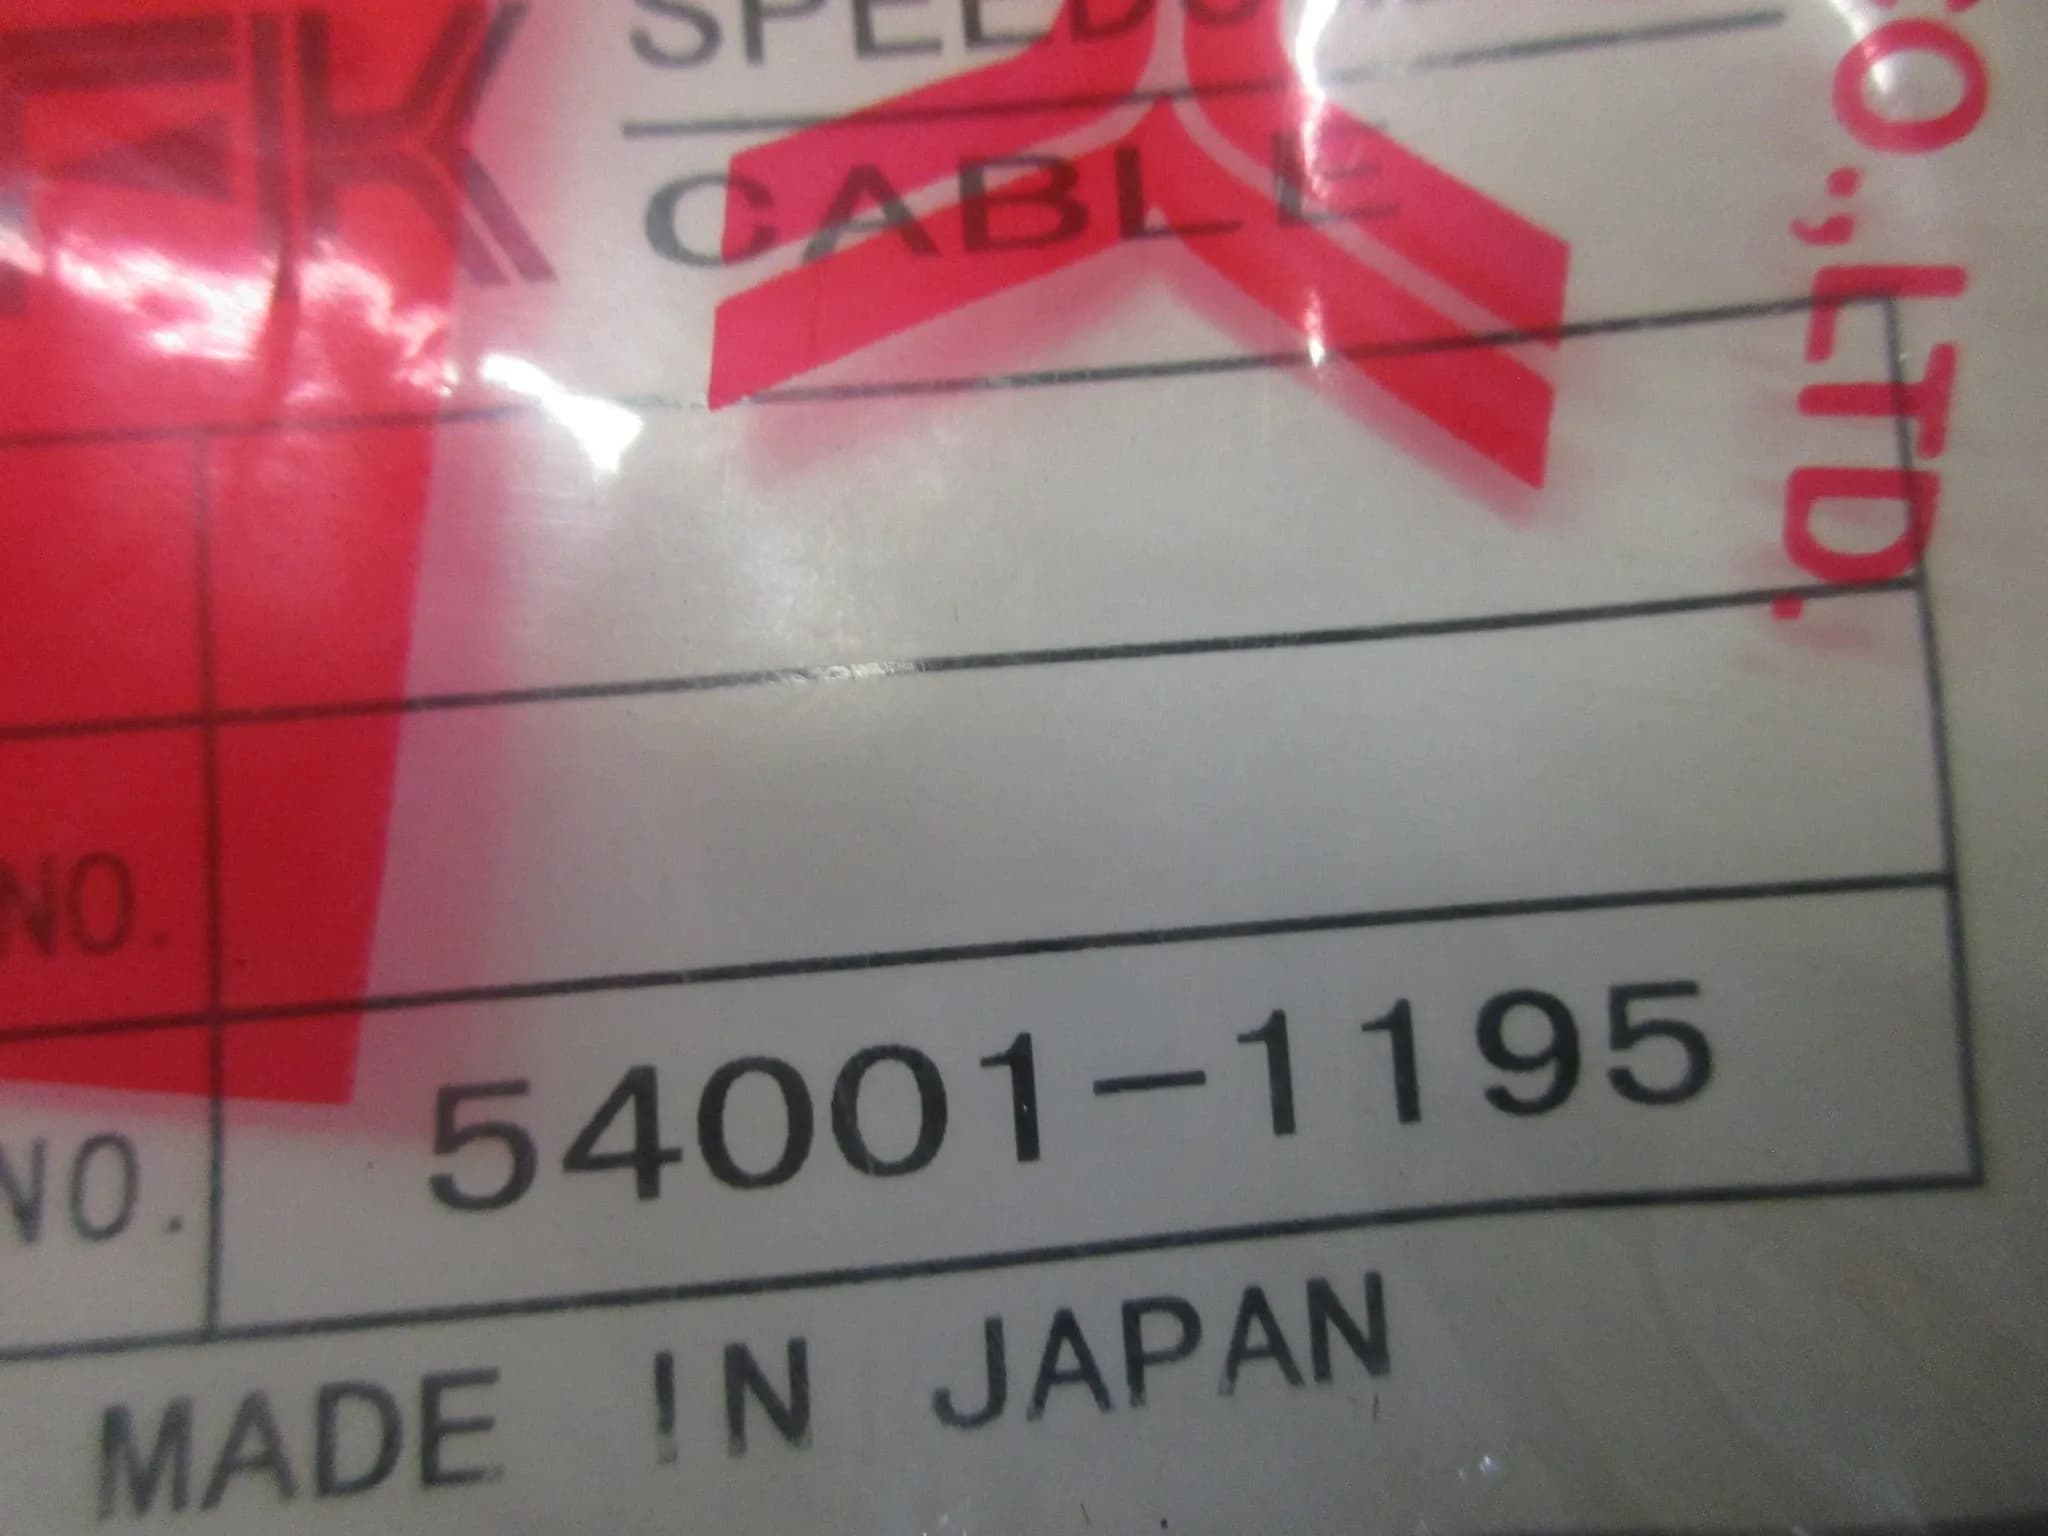 CABLE
NO.
NO. 54001-1195
MADE IN JAPAN
CO.,LTD.